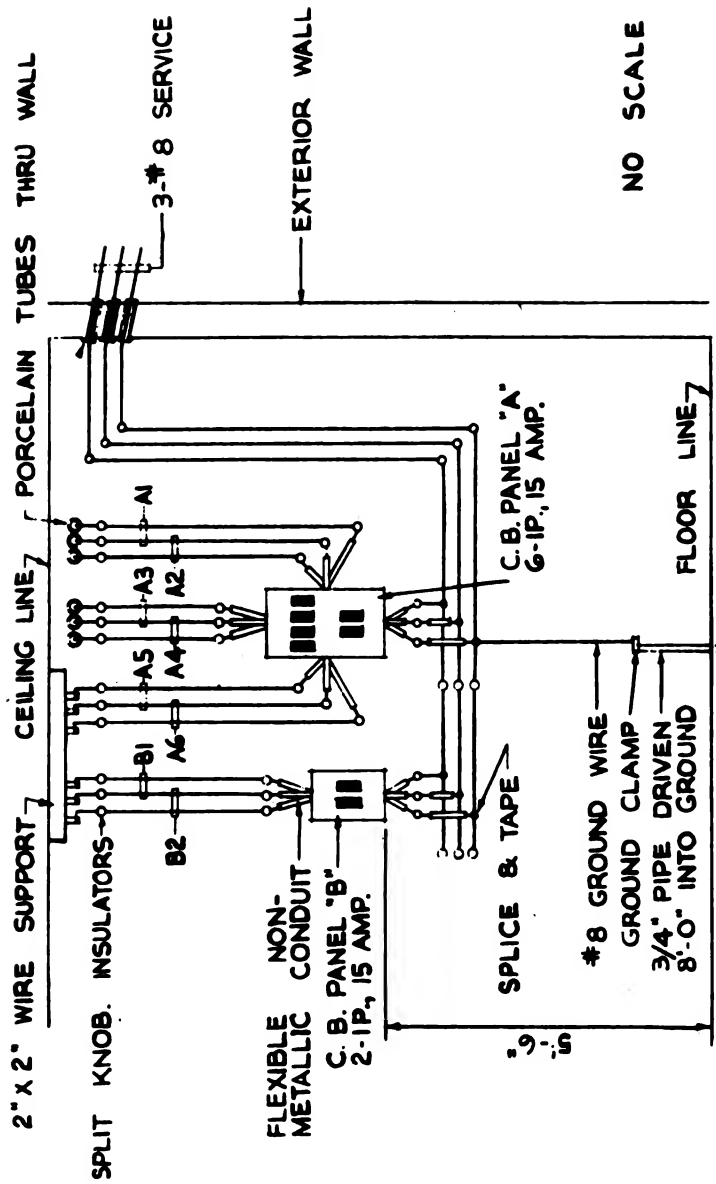 2" X 2" WIRE SUPPORT
CEILING LINE
PORCELAIN TUBES THRU WALL
3-#8 SERVICE
SPLIT KNOB. INSULATORS
B1
B2
A5
A6
A3
A4
A1
A2
EXTERIOR WALL
FLEXIBLE NON-
METALLIC CONDUIT
C. B. PANEL "B"
2-1P., 15 AMP.
C.B. PANEL "A"
6-1P., 15 AMP.
SPLICE & TAPE
#8 GROUND WIRE
GROUND CLAMP
3/4" PIPE DRIVEN
8'-0" INTO GROUND
5'-6"
FLOOR LINE
NO SCALE